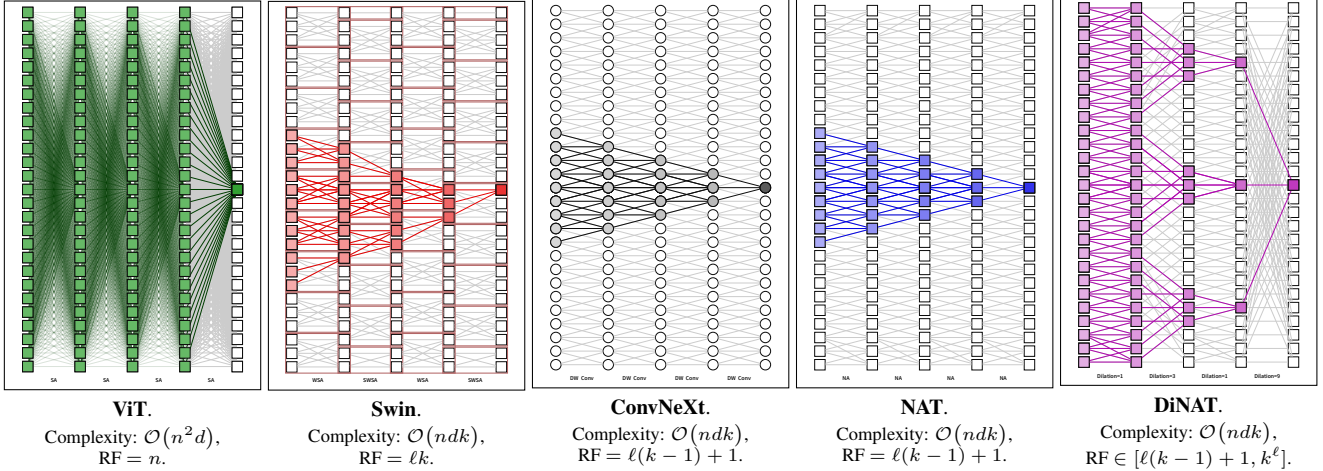 SA SA SA SA
WSA SWSA WSA SWSA
DW Conv DW Conv DW Conv DW Conv
NA NA NA NA
Dilation=1 Dilation=3 Dilation=1 Dilation=9
ViT.
Complexity: O(n²d),
RF = n.
Swin.
Complexity: O(ndk),
RF = ℓk.
ConvNeXt.
Complexity: O(ndk),
RF = ℓ(k − 1) + 1.
NAT.
Complexity: O(ndk),
RF = ℓ(k − 1) + 1.
DiNAT.
Complexity: O(ndk),
RF ∈ [ℓ(k − 1) + 1, kℓ].